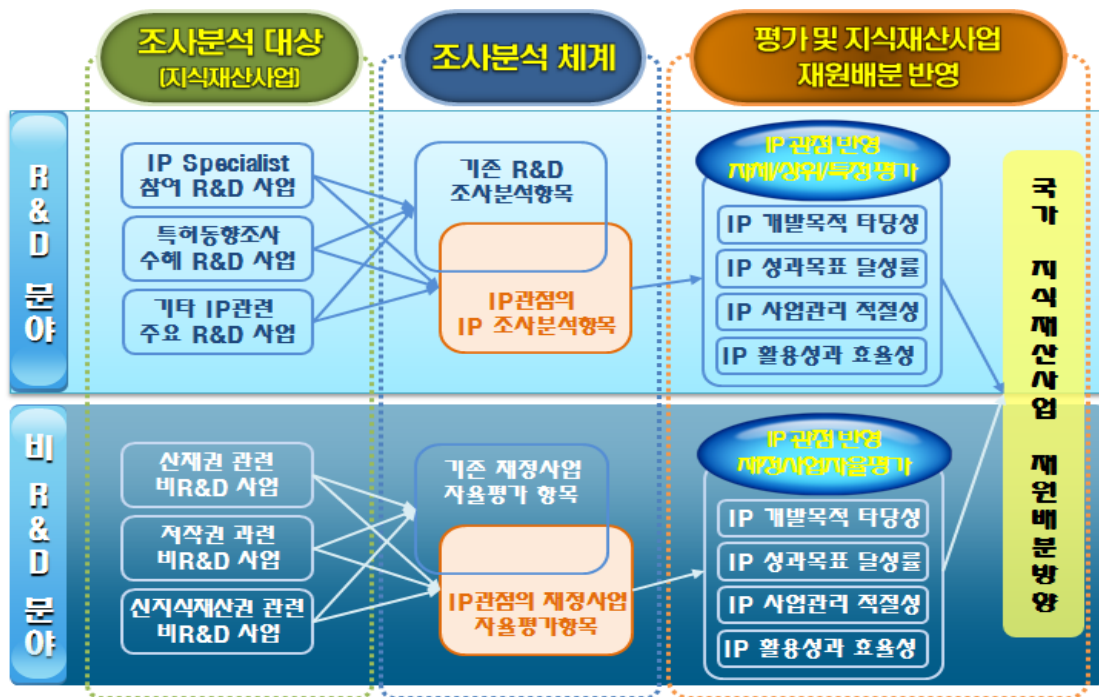 조사분석 대상
[지식재산사업]
조사분석 체계
평가 및 지식재산사업
재원배분 반영
R&D 분야
IP Specialist
참여 R&D 사업
특허동향조사
수혜 R&D 사업
기타 IP관련
주요 R&D 사업
기존 R&D
조사분석항목
IP관점의
IP 조사분석항목
IP 관점 반영
자체/상위/특정 평가
IP 개발목적 타당성
IP 성과목표 달성률
IP 사업관리 적절성
IP 활용성과 효율성
국가 지식재산사업 재원배분방향
비 R&D 분야
산재권 관련
비R&D 사업
저작권 과련
비R&D 사업
신지식재산권 관련
비R&D 사업
기존 재정사업
자율평가 항목
IP관점의 재정사업
자율평가항목
IP 관점 반영
재정사업자율평가
IP 개발목적 타당성
IP 성과목표 달성률
IP 사업관리 적절성
IP 활용성과 효율성